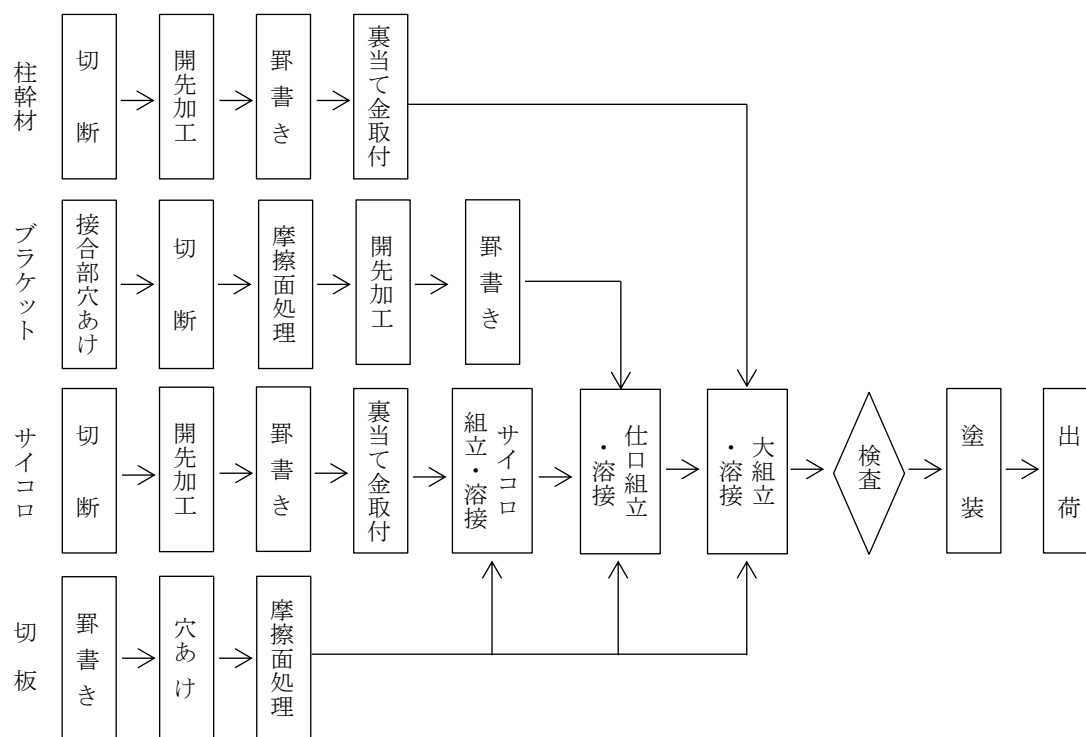 柱幹材
切断
開先加工
罫書き
裏当て金取付
ブラケット
接合部穴あけ
切断
摩擦面処理
開先加工
罫書き
サイコロ
切断
開先加工
罫書き
裏当て金取付
サイコロ
組立・溶接
仕口組立
・溶接
大組立
・溶接
検査
塗装
出荷
切板
罫書き
穴あけ
摩擦面処理